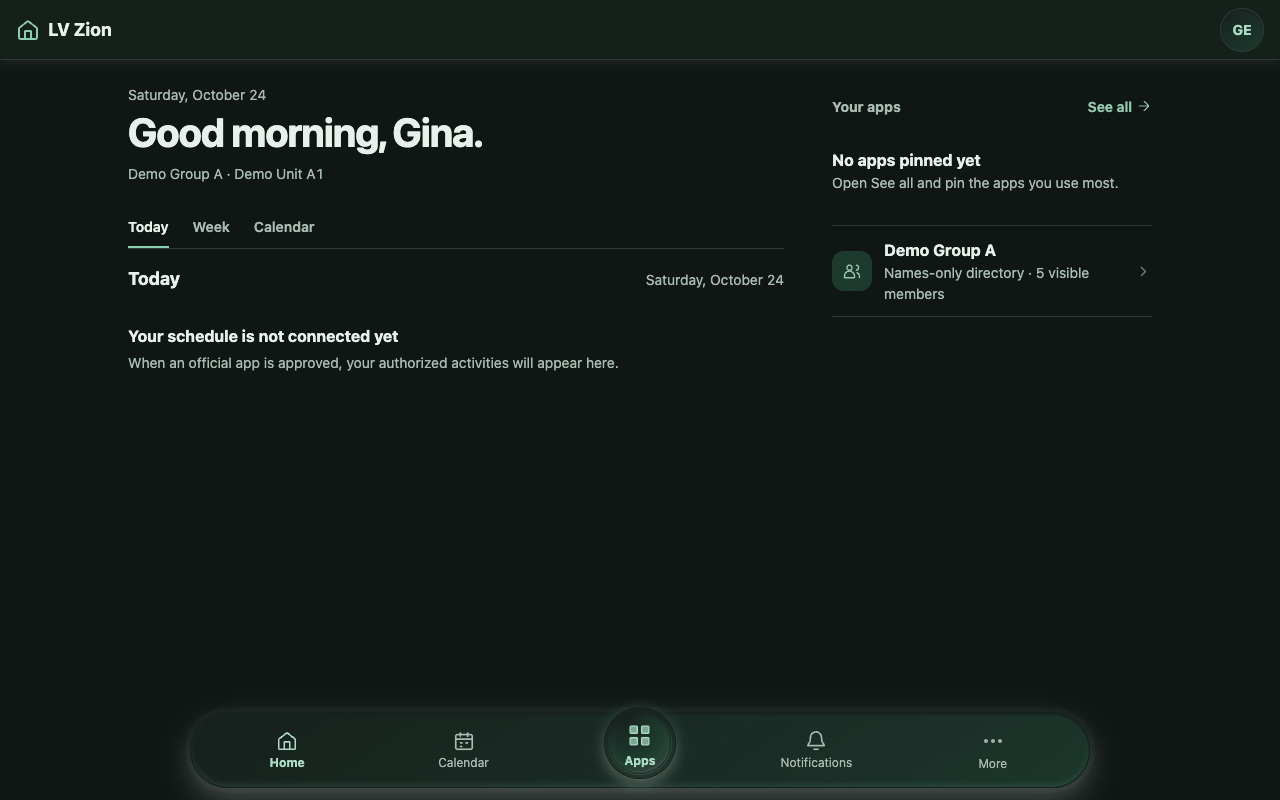 LV Zion
GE
Saturday, October 24
Good morning, Gina.
Demo Group A · Demo Unit A1
Today
Week
Calendar
Today
Saturday, October 24
Your schedule is not connected yet
When an official app is approved, your authorized activities will appear here.
Your apps
See all
No apps pinned yet
Open See all and pin the apps you use most.
Demo Group A
Names-only directory · 5 visible
members
Home
Calendar
Apps
Notifications
More